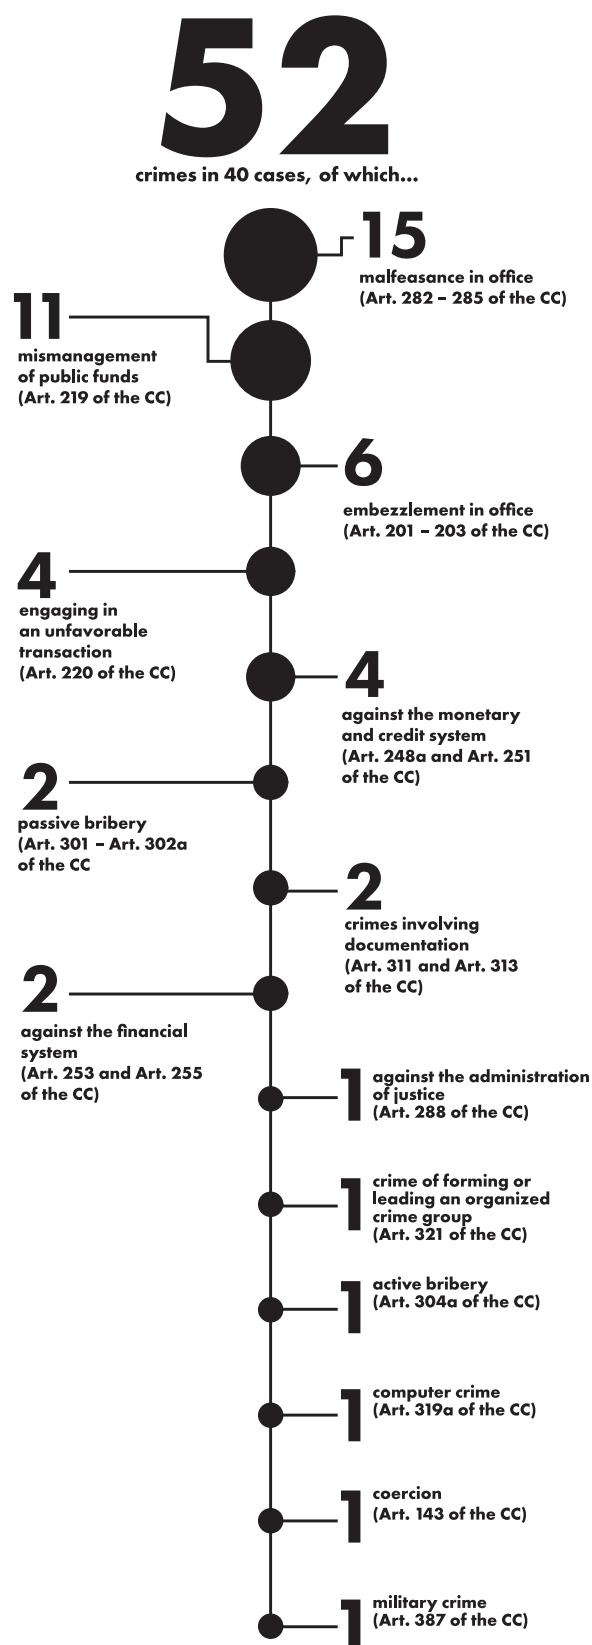 52
crimes in 40 cases, of which...
15
malfeasance in office
(Art. 282 – 285 of the CC)
11
mismanagement
of public funds
(Art. 219 of the CC)
6
embezzlement in office
(Art. 201 – 203 of the CC)
4
engaging in
an unfavorable
transaction
(Art. 220 of the CC)
4
against the monetary
and credit system
(Art. 248a and Art. 251
of the CC)
2
passive bribery
(Art. 301 – Art. 302a
of the CC
2
crimes involving
documentation
(Art. 311 and Art. 313
of the CC)
2
against the financial
system
(Art. 253 and Art. 255
of the CC)
1
against the administration
of justice
(Art. 288 of the CC)
1
crime of forming or
leading an organized
crime group
(Art. 321 of the CC)
1
active bribery
(Art. 304a of the CC)
1
computer crime
(Art. 319a of the CC)
1
coercion
(Art. 143 of the CC)
1
military crime
(Art. 387 of the CC)